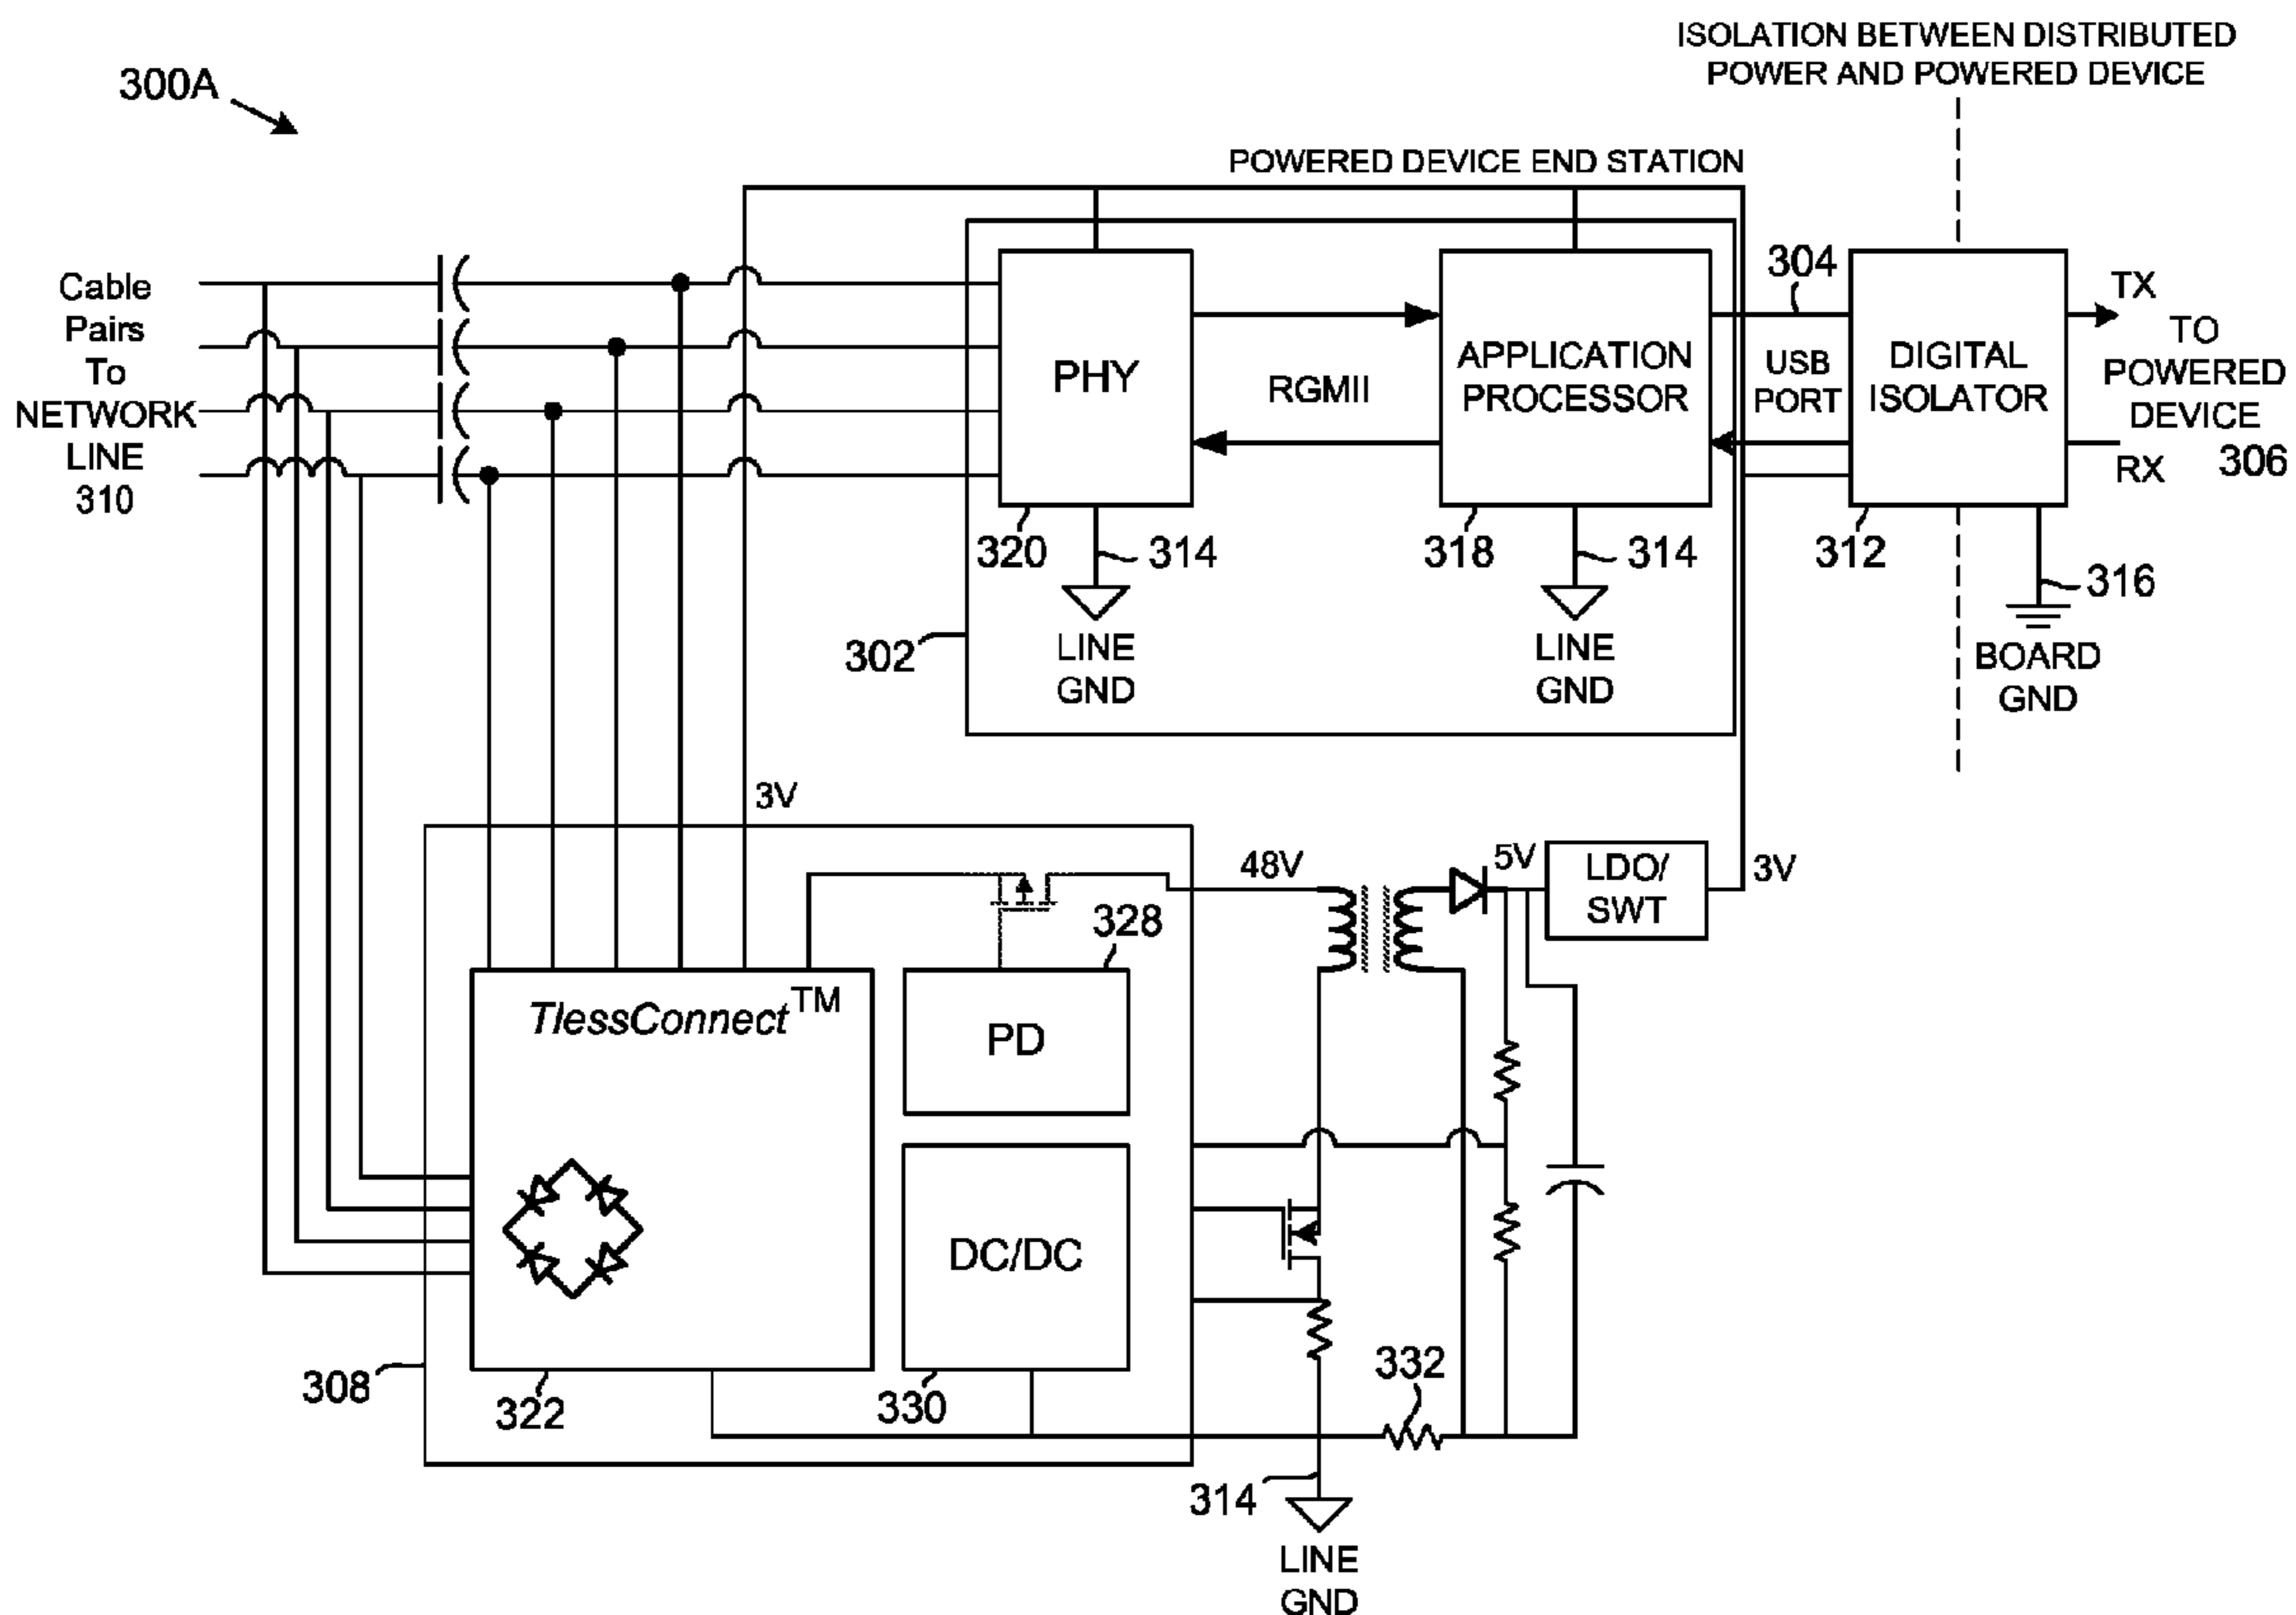 ISOLATION BETWEEN DISTRIBUTED
POWER AND POWERED DEVICE
300A
POWERED DEVICE END STATION
Cable
Pairs
To
NETWORK
LINE
310
PHY
RGMII
APPLICATION
PROCESSOR
304
USB
PORT
DIGITAL
ISOLATOR
TX
TO
POWERED
DEVICE
306
RX
320
314
318
314
312
316
302
LINE
GND
LINE
GND
BOARD
GND
3V
48V
5V
LDO/
SWT
3V
328
TlessConnect™
PD
DC/DC
308
322
330
332
314
LINE
GND